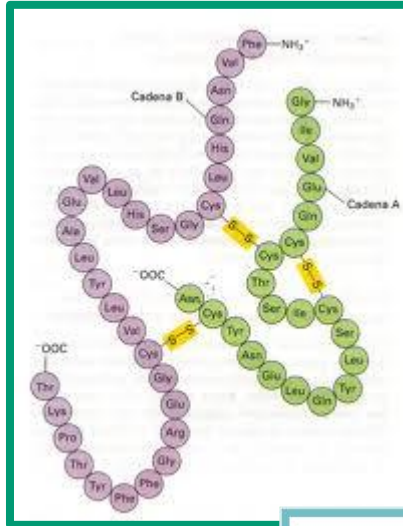 Cadena B
NH₃⁺
Phe
Val
Asn
Gln
His
Leu
Cys
Gly
Ser
His
Leu
Val
Glu
Ala
Leu
Tyr
Leu
Val
Cys
Gly
Glu
Arg
Gly
Phe
Phe
Tyr
Thr
Pro
Lys
Thr
⁻OOC
S-S
S-S
S-S
Cadena A
NH₃⁺
Gly
Ile
Val
Glu
Gln
Cys
Cys
Thr
Ser
Ile
Cys
Ser
Leu
Tyr
Gln
Leu
Glu
Asn
Tyr
Cys
Asn
⁻OOC